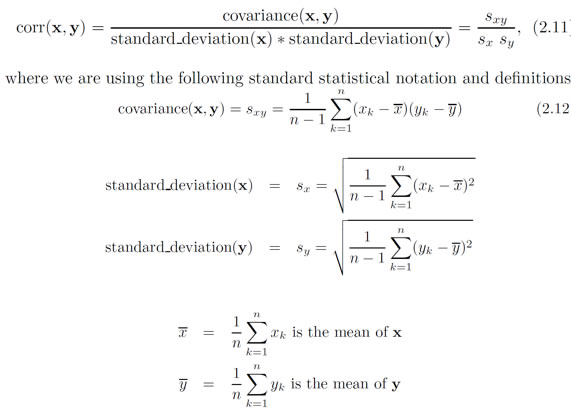 corr(x, y) = covariance(x, y) / standard_deviation(x) ∗ standard_deviation(y) = s_xy / s_x s_y, (2.11
where we are using the following standard statistical notation and definitions
covariance(x, y) = s_xy = 1/(n − 1) ∑_{k=1}^{n} (x_k − x̅)(y_k − y̅) (2.12
standard_deviation(x) = s_x = √(1/(n − 1) ∑_{k=1}^{n} (x_k − x̅)²)
standard_deviation(y) = s_y = √(1/(n − 1) ∑_{k=1}^{n} (y_k − y̅)²)
x̅ = 1/n ∑_{k=1}^{n} x_k is the mean of x
y̅ = 1/n ∑_{k=1}^{n} y_k is the mean of y